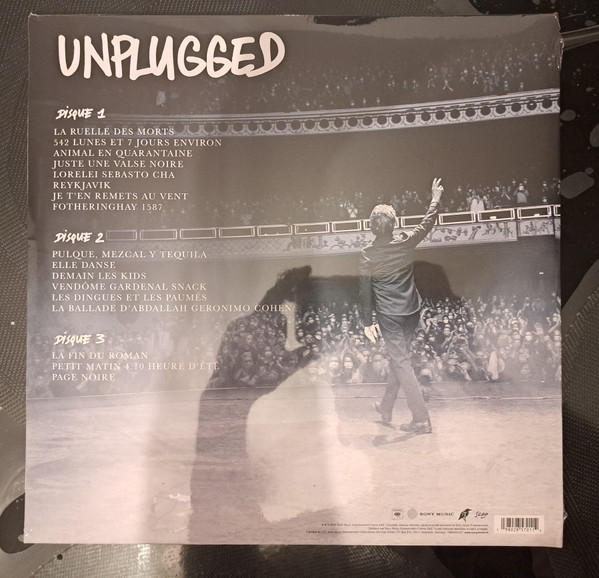 UNPLUGGED
DISQUE 1
LA RUELLE DES MORTS
542 LUNES ET 7 JOURS ENVIRON
ANIMAL EN QUARANTAINE
JUSTE UNE VALSE NOIRE
LORELEI SEBASTO CHA
REYKJAVIK
JE T'EN REMETS AU VENT
FOTHERINGHAY 1587
DISQUE 2
PULQUE, MEZCAL Y TEQUILA
ELLE DANSE
DEMAIN LES KIDS
VENDÔME GARDENAL SNACK
LES DINGUES ET LES PAUMÉS
LA BALLADE D'ABDALLAH GERONIMO COHEN
DISQUE 3
LA FIN DU ROMAN
PETIT MATIN 4.10 HEURE D'ÉTÉ
PAGE NOIRE
SONY MUSIC